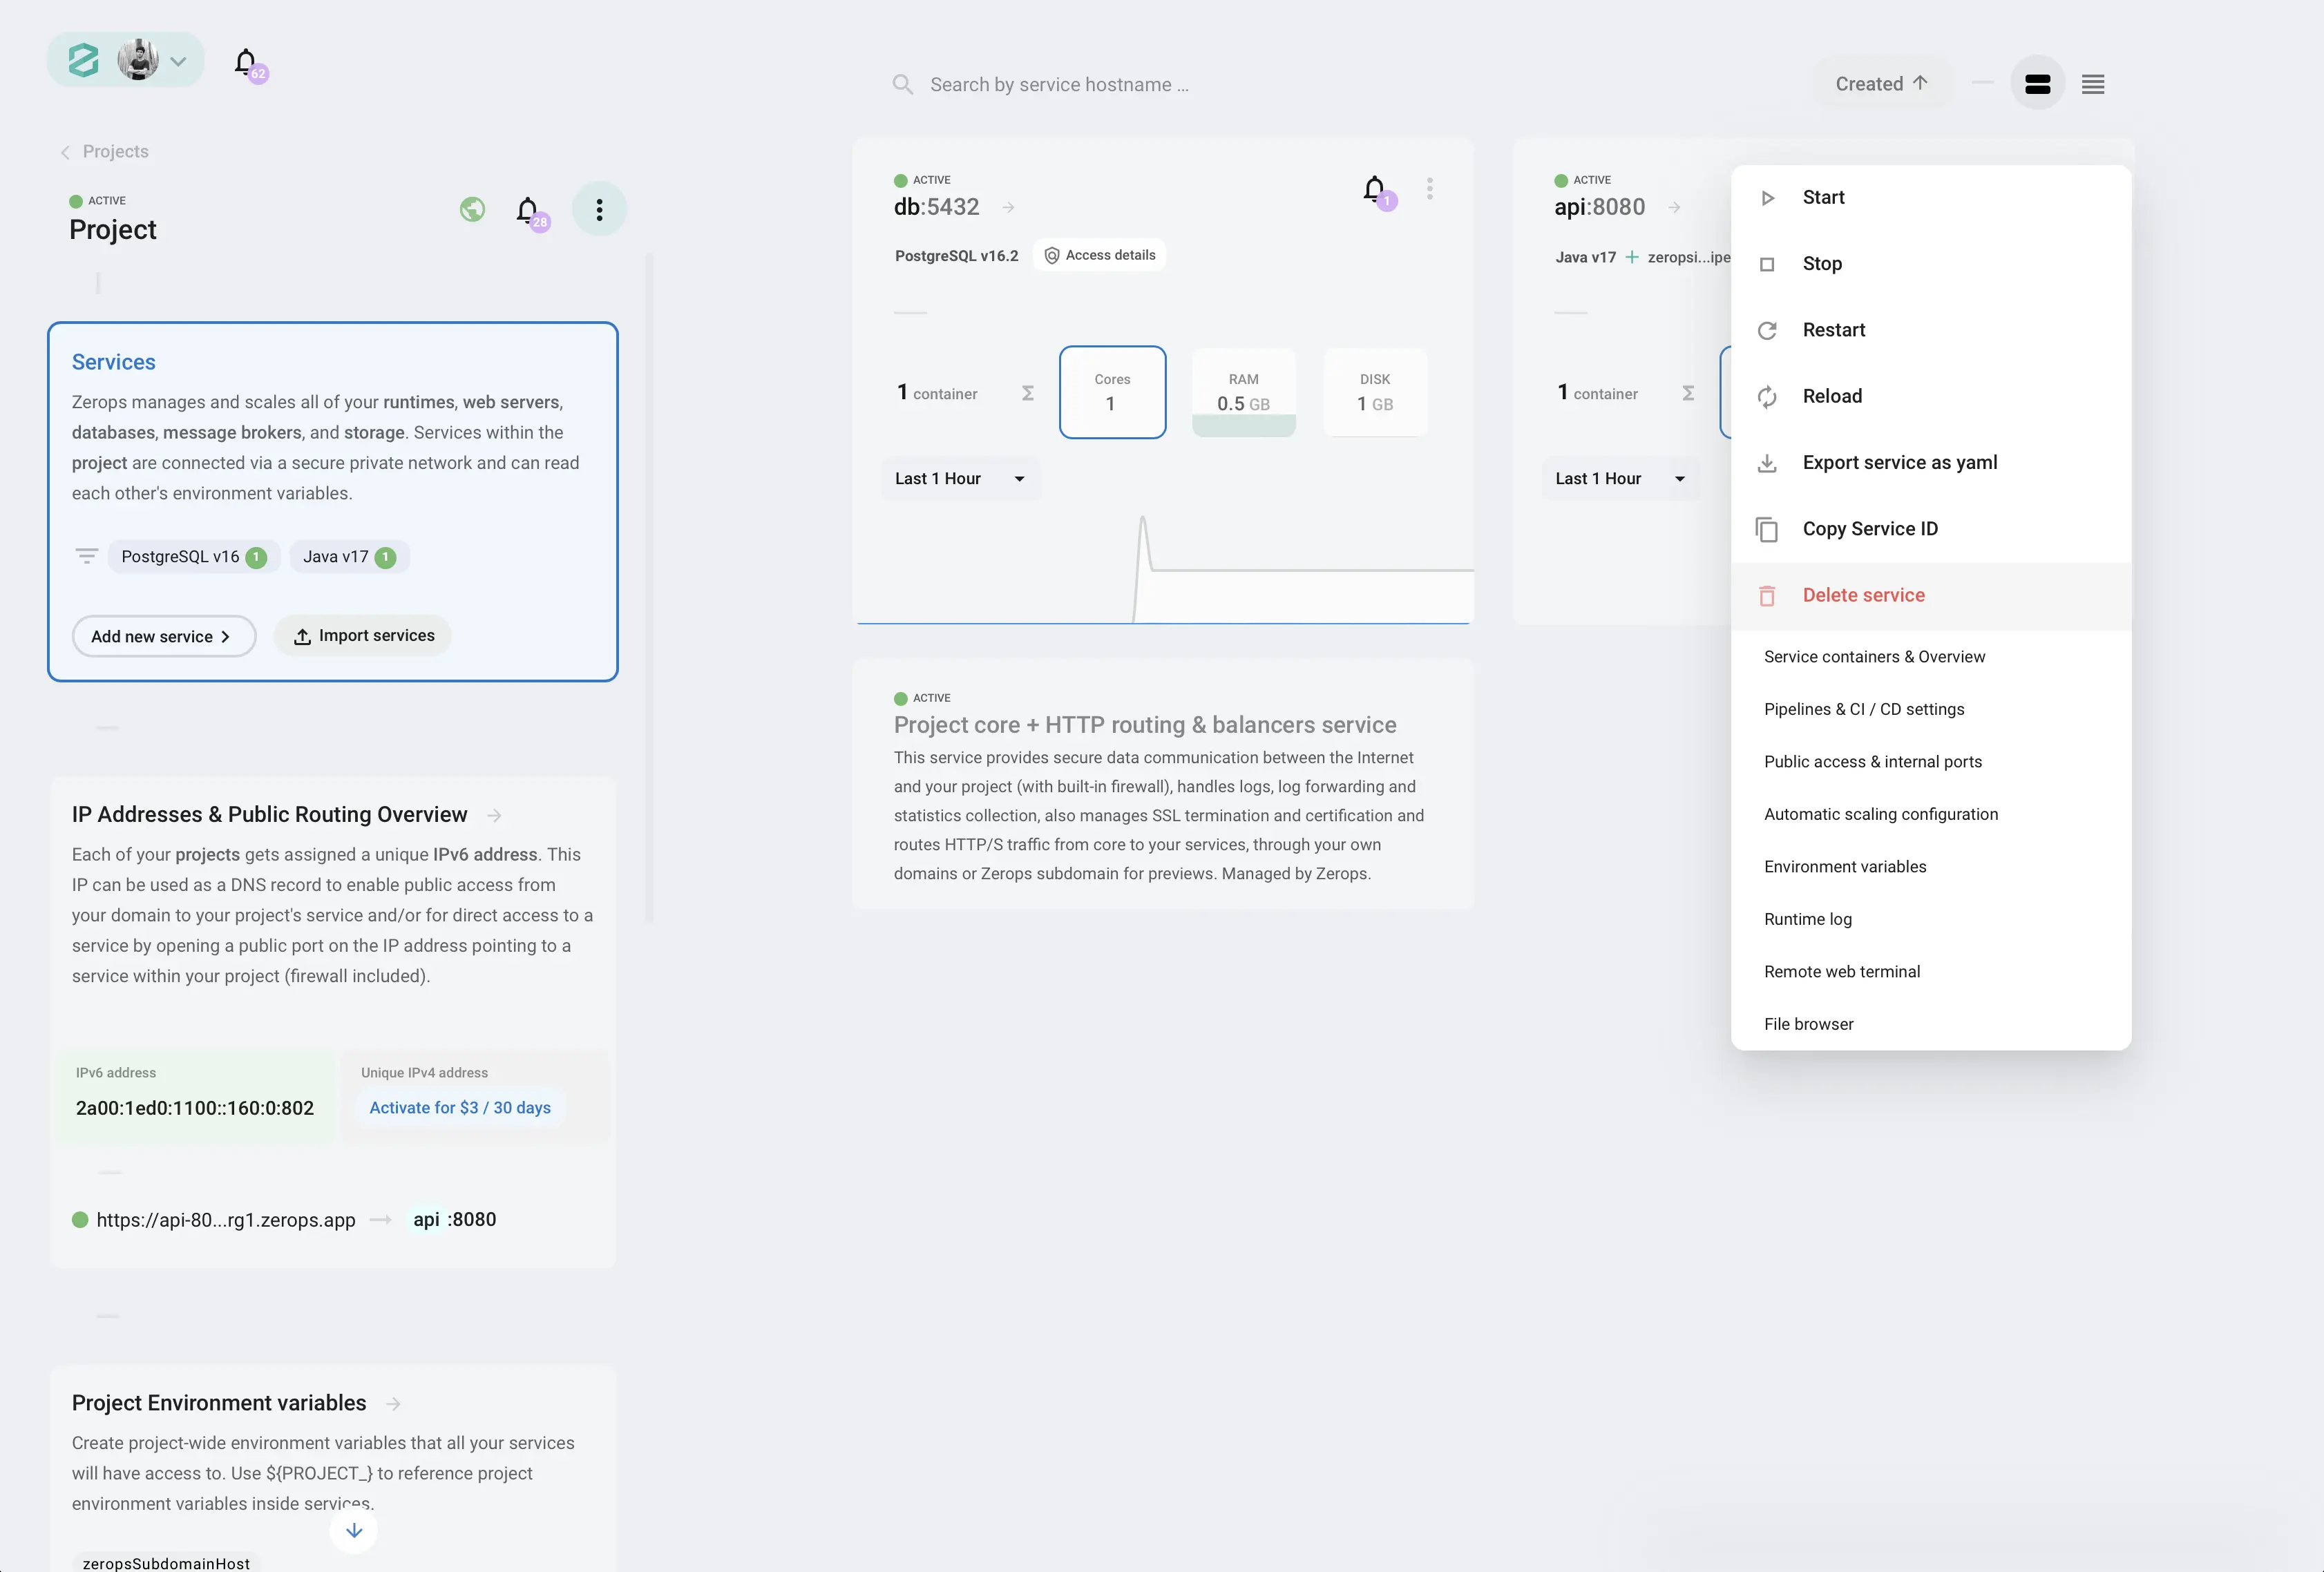 62
Search by service hostname ...
Created
Projects
ACTIVE
Project
28
Services
Zerops manages and scales all of your runtimes, web servers,
databases, message brokers, and storage. Services within the
project are connected via a secure private network and can read
each other's environment variables.
PostgreSQL v16 1
Java v17 1
Add new service
Import services
IP Addresses & Public Routing Overview
Each of your projects gets assigned a unique IPv6 address. This
IP can be used as a DNS record to enable public access from
your domain to your project's service and/or for direct access to a
service by opening a public port on the IP address pointing to a
service within your project (firewall included).
IPv6 address
2a00:1ed0:1100::160:0:802
Unique IPv4 address
Activate for $3 / 30 days
https://api-80...rg1.zerops.app
api :8080
Project Environment variables
Create project-wide environment variables that all your services
will have access to. Use ${PROJECT_} to reference project
environment variables inside services.
zeropsSubdomainHost
ACTIVE
db:5432
1
PostgreSQL v16.2
Access details
1 container
Σ
Cores
1
RAM
0.5 GB
DISK
1 GB
Last 1 Hour
ACTIVE
Project core + HTTP routing & balancers service
This service provides secure data communication between the Internet
and your project (with built-in firewall), handles logs, log forwarding and
statistics collection, also manages SSL termination and certification and
routes HTTP/S traffic from core to your services, through your own
domains or Zerops subdomain for previews. Managed by Zerops.
ACTIVE
api:8080
Java v17 + zeropsi...ipe
1 container
Σ
Last 1 Hour
Start
Stop
Restart
Reload
Export service as yaml
Copy Service ID
Delete service
Service containers & Overview
Pipelines & CI / CD settings
Public access & internal ports
Automatic scaling configuration
Environment variables
Runtime log
Remote web terminal
File browser